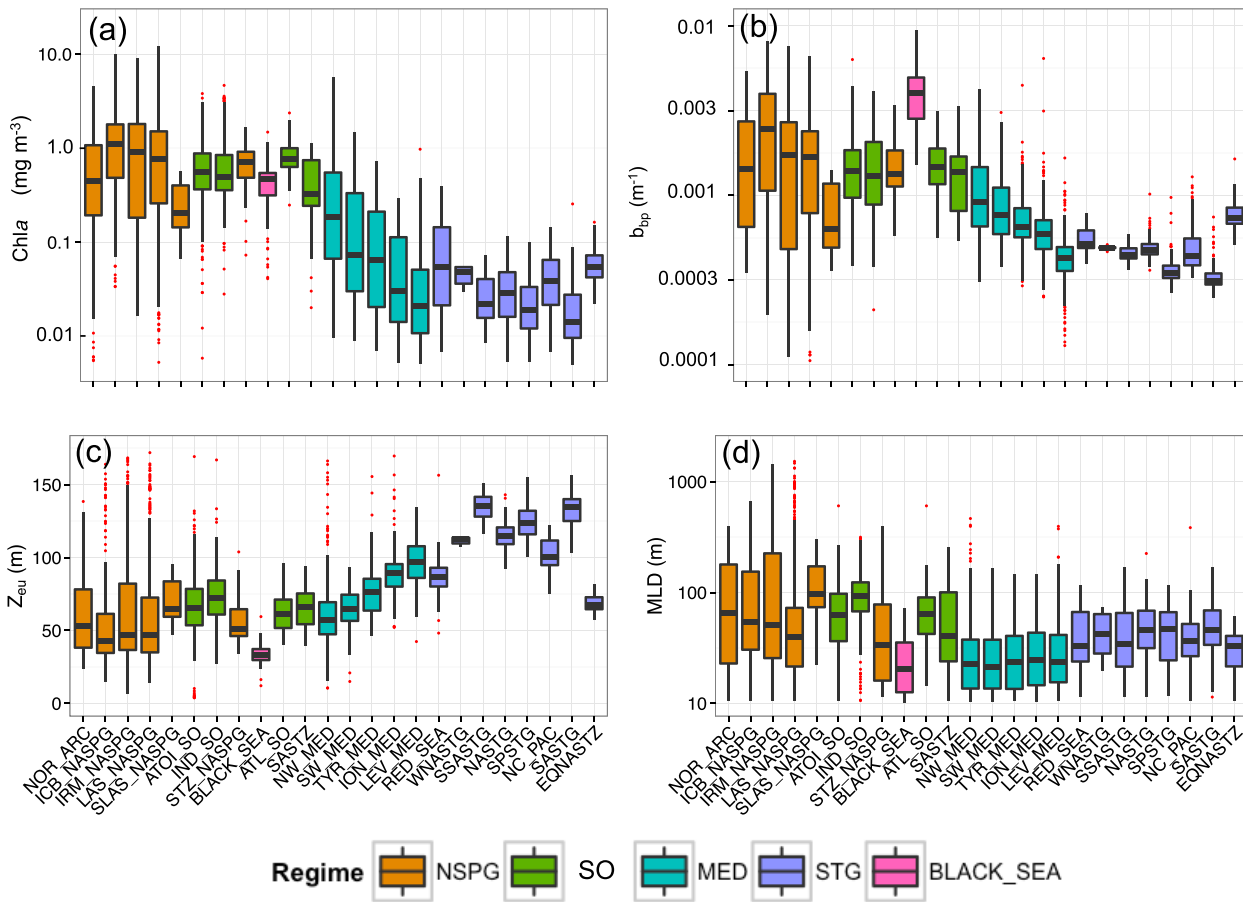 (a)
Chla (mg m⁻³)
10.0
1.0
0.1
0.01
(b)
b_bp (m⁻¹)
0.01
0.003
0.001
0.0003
0.0001
(c)
Z_eu (m)
150
100
50
0
(d)
MLD (m)
1000
100
10
NOR_ARC
ICB_NASPG
IRM_NASPG
LAS_NASPG
SLAS_NASPG
ATOI_SO
IND_SO
STZ_NASPG
BLACK_SEA
ATL_SO
SASTZ
NW_MED
SW_MED
TYR_MED
ION_MED
LEV_MED
RED_SEA
WNASTG
SSASTG
NASTG
SPSTG
NC_PAC
SASTG
EQNASTZ
NOR_ARC
ICB_NASPG
IRM_NASPG
LAS_NASPG
SLAS_NASPG
ATOI_SO
IND_SO
STZ_NASPG
BLACK_SEA
ATL_SO
SASTZ
NW_MED
SW_MED
TYR_MED
ION_MED
LEV_MED
RED_SEA
WNASTG
SSASTG
NASTG
SPSTG
NC_PAC
SASTG
EQNASTZ
Regime NSPG SO MED STG BLACK_SEA